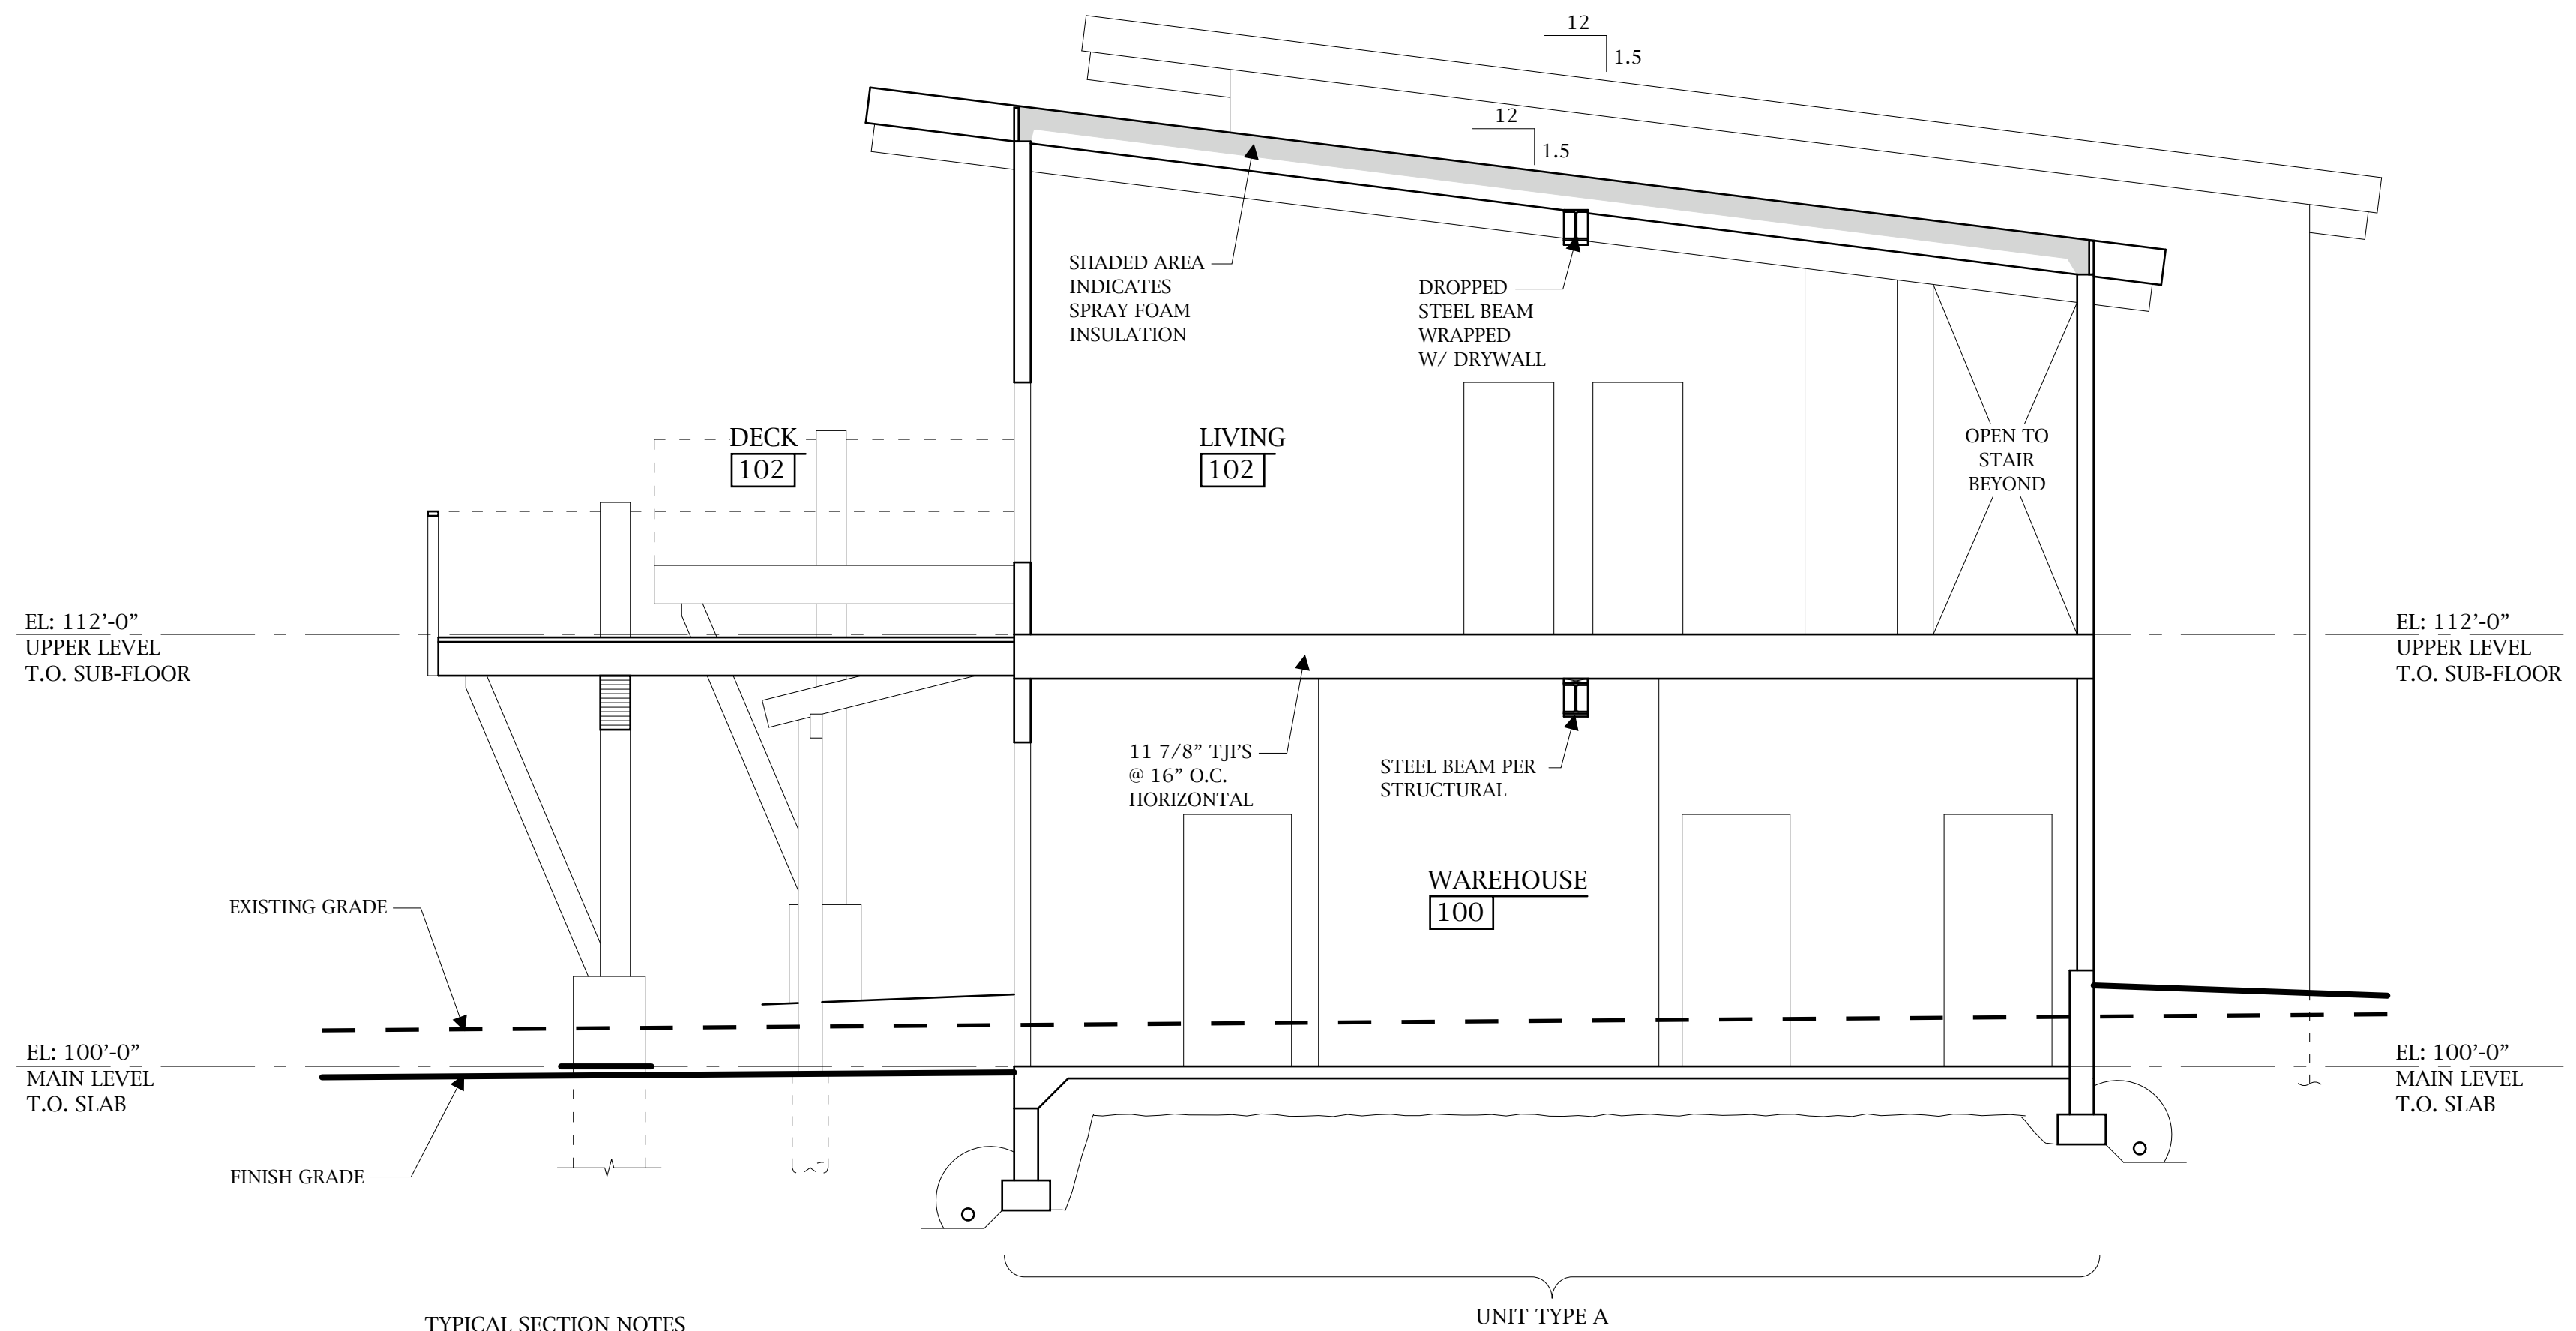 12
1.5
12
1.5
SHADED AREA
INDICATES
SPRAY FOAM
INSULATION
DROPPED
STEEL BEAM
WRAPPED
W/ DRYWALL
DECK
102
LIVING
102
OPEN TO
STAIR
BEYOND
EL: 112’-0”
UPPER LEVEL
T.O. SUB-FLOOR
EL: 112’-0”
UPPER LEVEL
T.O. SUB-FLOOR
11 7/8” TJI’S
@ 16” O.C.
HORIZONTAL
STEEL BEAM PER
STRUCTURAL
WAREHOUSE
100
EXISTING GRADE
EL: 100’-0”
MAIN LEVEL
T.O. SLAB
EL: 100’-0”
MAIN LEVEL
T.O. SLAB
FINISH GRADE
UNIT TYPE A
TYPICAL SECTION NOTES